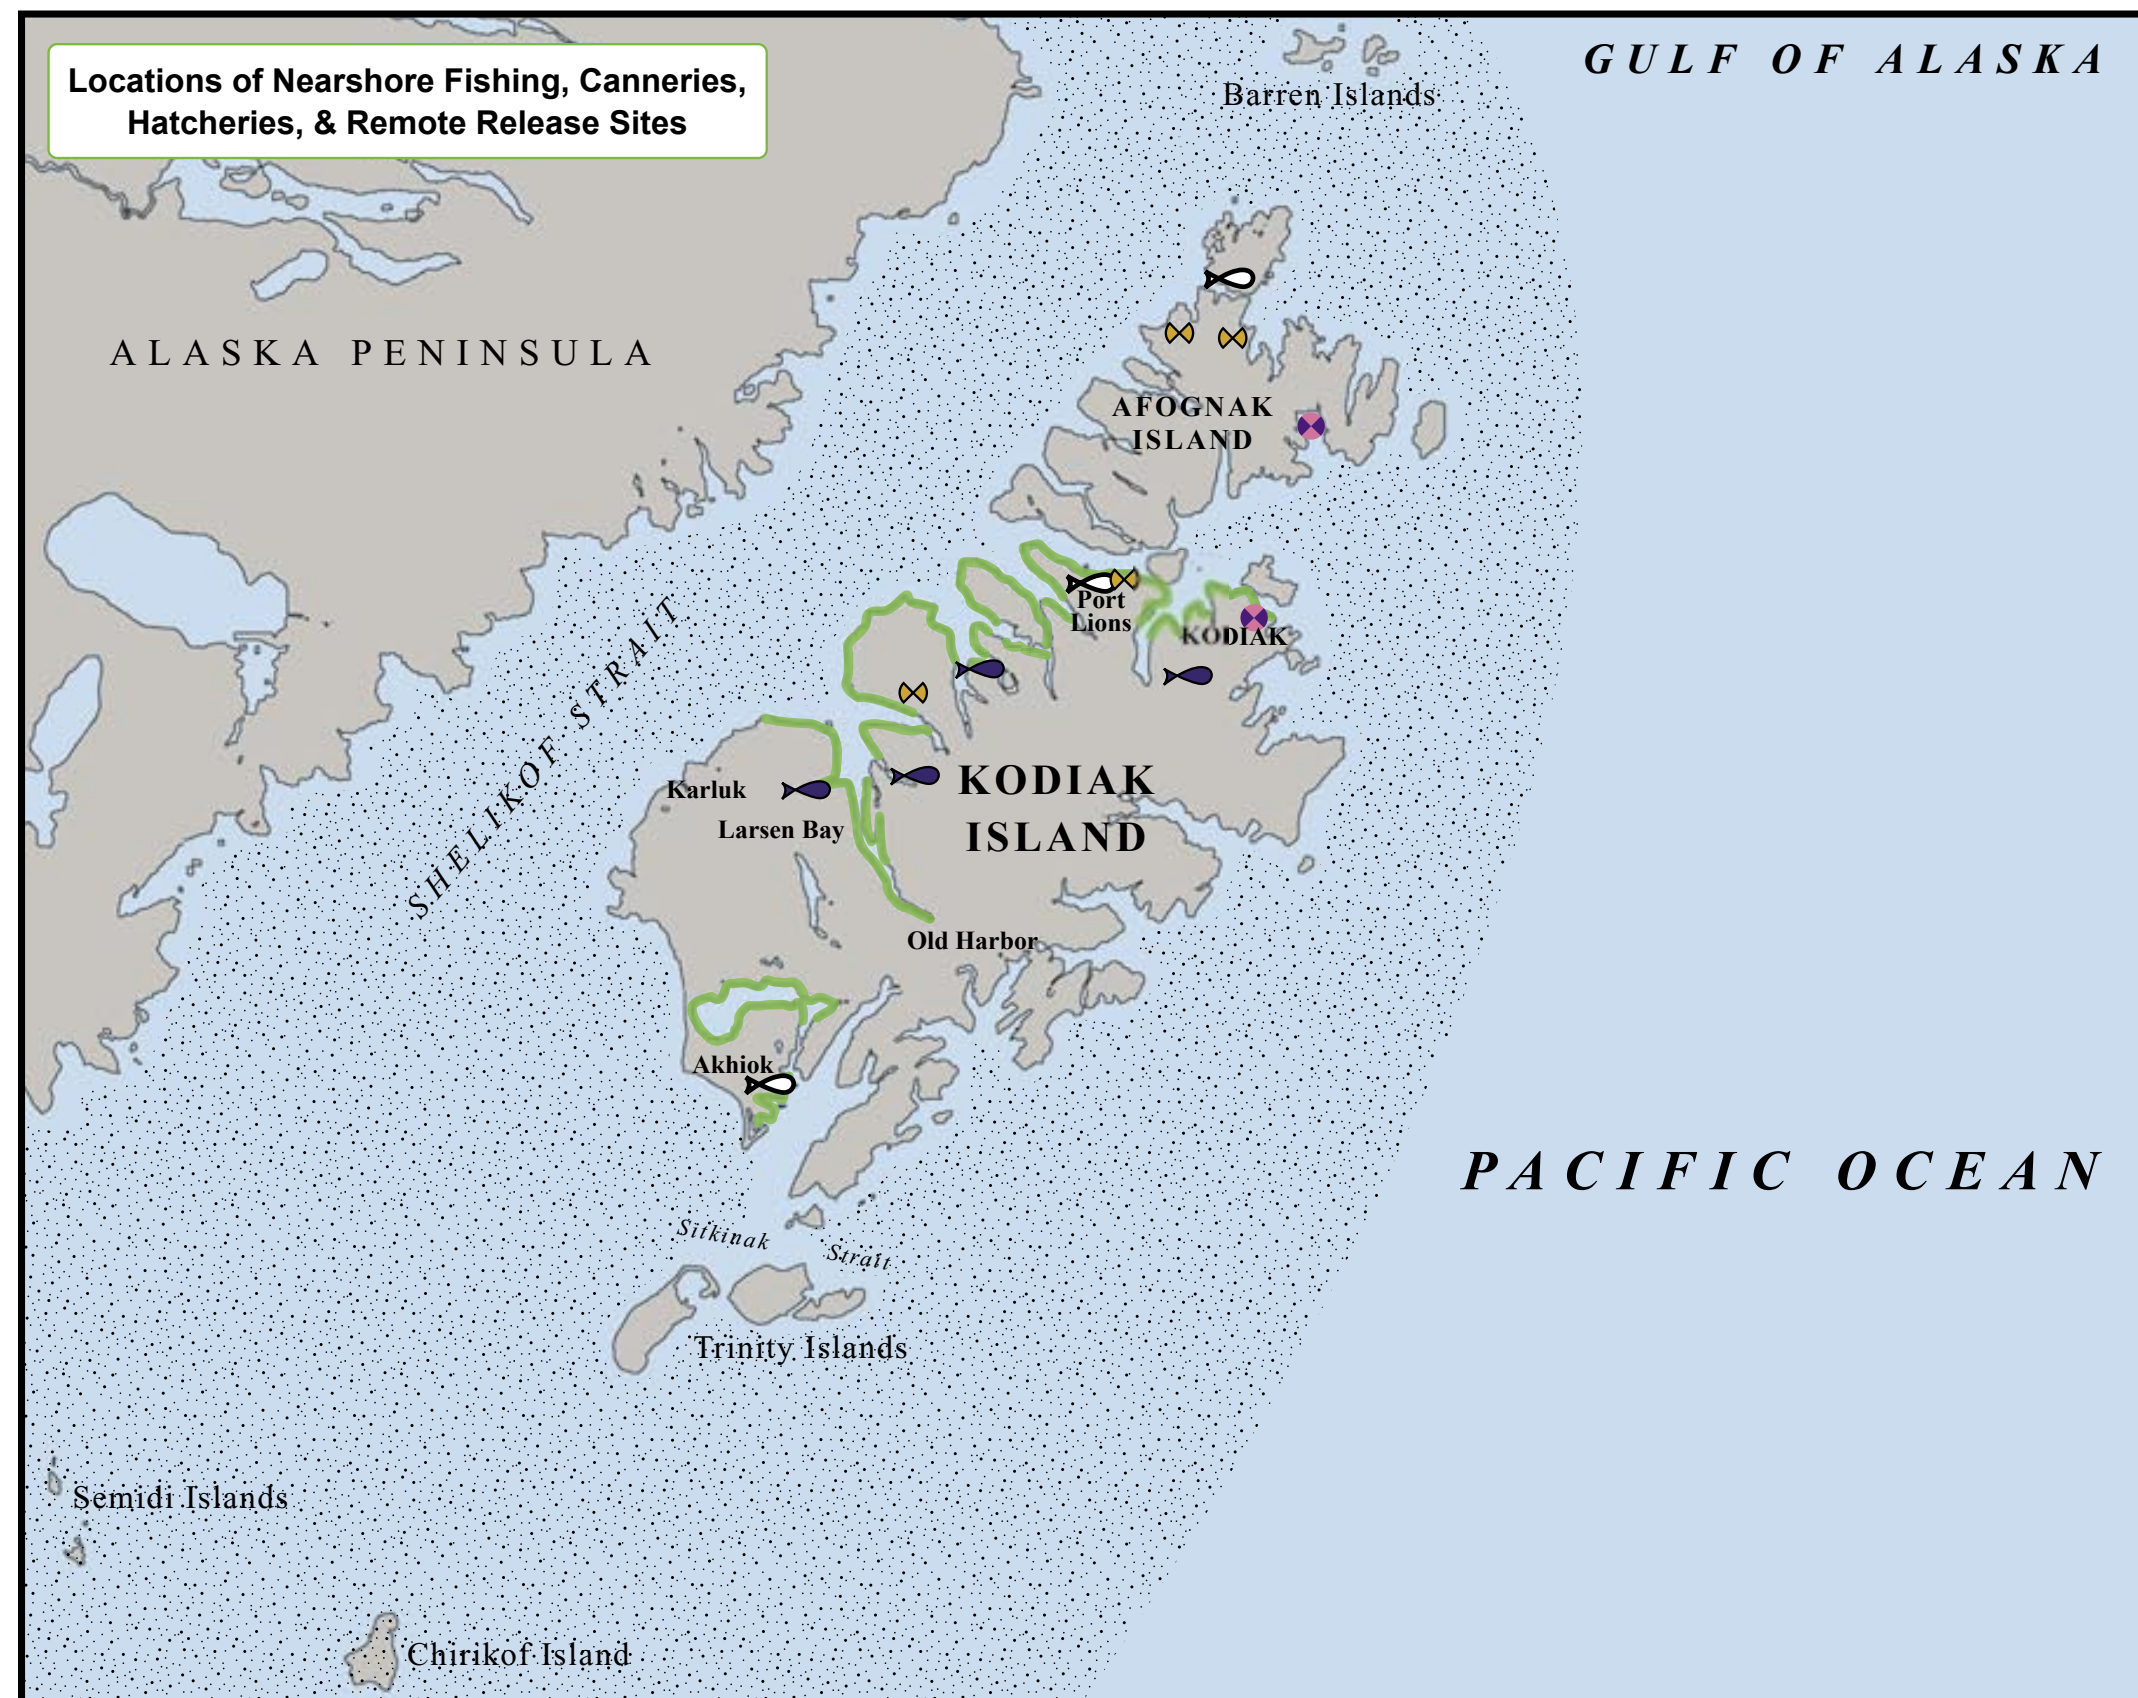 Locations of Nearshore Fishing, Canneries,
Hatcheries, & Remote Release Sites
GULF OF ALASKA
Barren Islands
ALASKA PENINSULA
AFOGNAK
ISLAND
Port
Lions
KODIAK
SHELIKOF STRAIT
KODIAK
ISLAND
Karluk
Larsen Bay
Old Harbor
Akhiok
PACIFIC OCEAN
Sitkinak
Strait
Trinity Islands
Semidi Islands
Chirikof Island